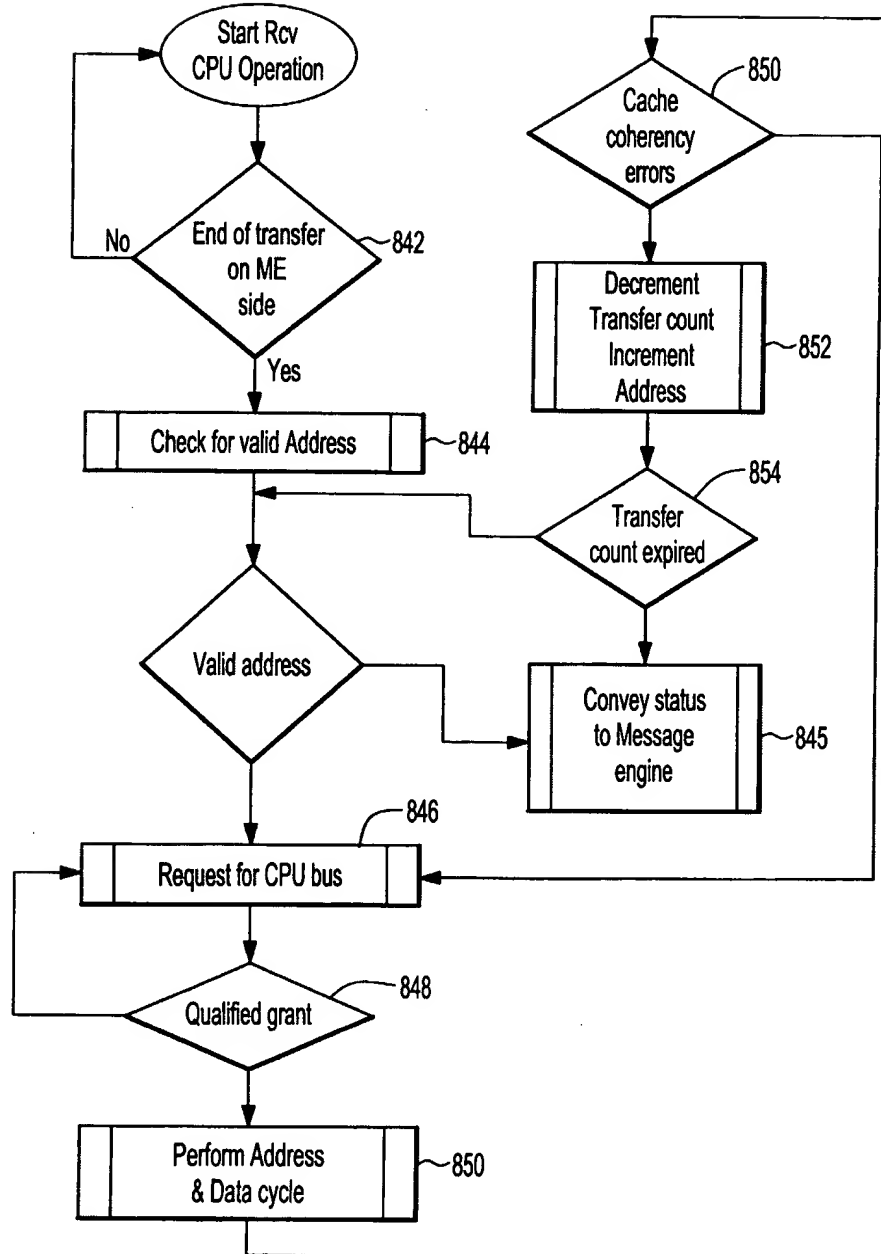 Start Rcv
CPU Operation
No
End of transfer
on ME
side
842
Yes
Check for valid Address
844
Valid address
846
Request for CPU bus
Qualified grant
848
Perform Address
& Data cycle
850
850
Cache
coherency
errors
Decrement
Transfer count
Increment
Address
852
854
Transfer
count expired
Convey status
to Message
engine
845